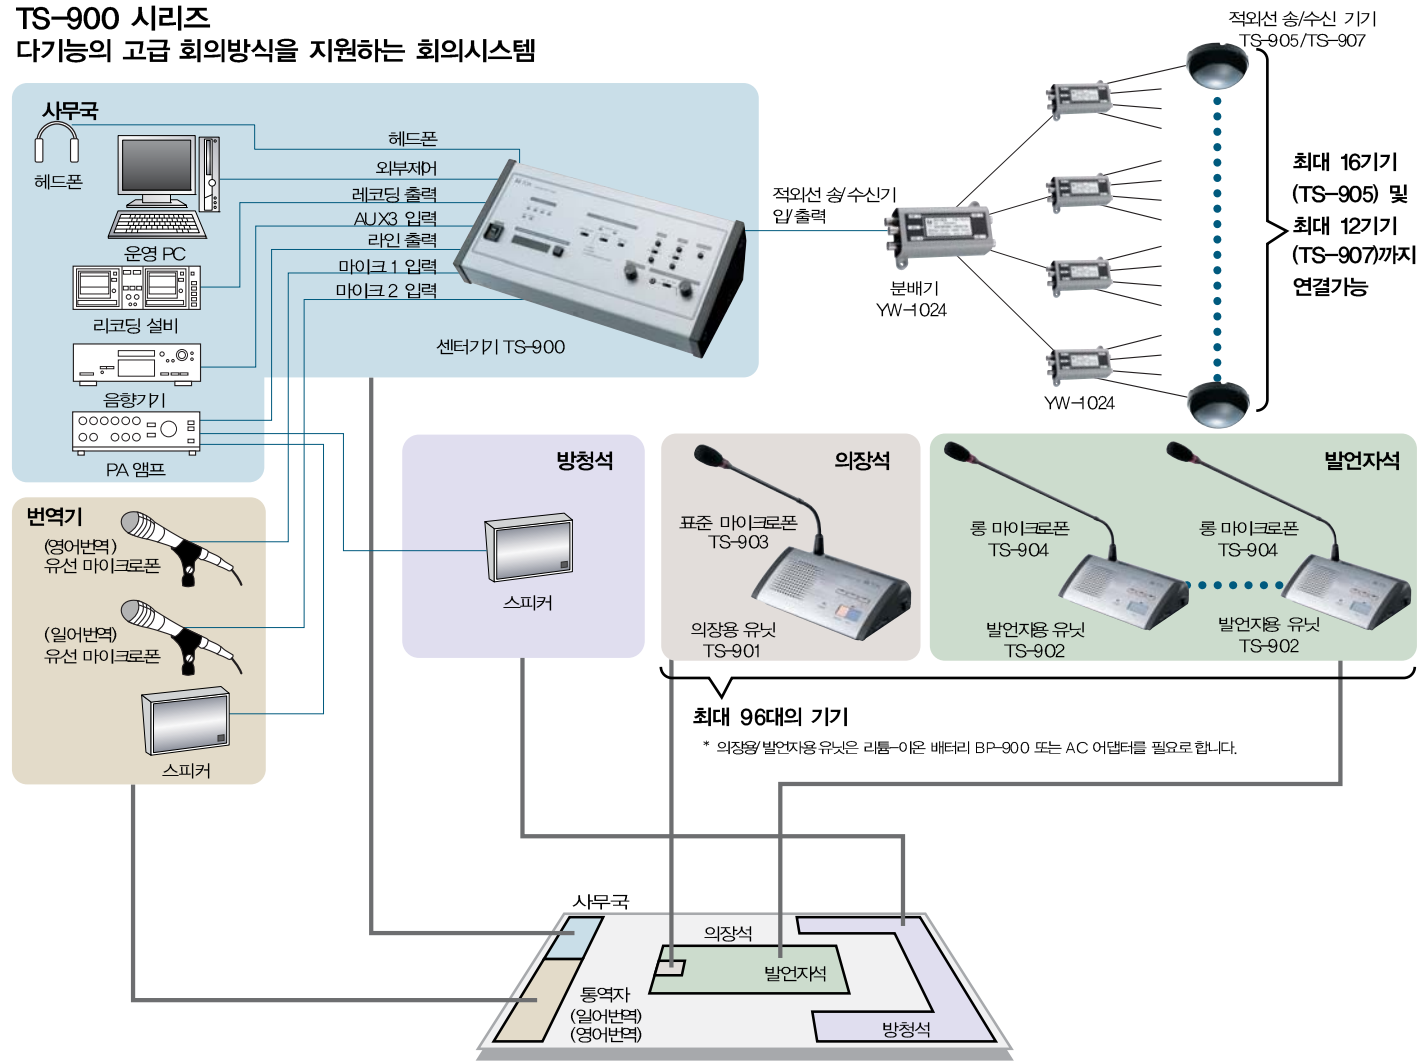 TS-900 시리즈
다기능의 고급 회의방식을 지원하는 회의시스템
적외선 송/수신 기기
TS-905/TS-907
사무국
헤드폰
운영 PC
리코딩 설비
음향기기
PA 앰프
헤드폰
외부제어
레코딩 출력
AUX3 입력
라인 출력
마이크 1 입력
마이크 2 입력
센터기기 TS-900
적외선 송/수신기
입/출력
분배기
YW-1024
YW-1024
최대 16기기
(TS-905) 및
최대 12기기
(TS-907)까지
연결가능
번역기
(영어번역)
유선 마이크로폰
(일어번역)
유선 마이크로폰
스피커
방청석
스피커
의장석
표준 마이크로폰
TS-903
의장용 유닛
TS-901
발언자석
롱 마이크로폰
TS-904
발언자용 유닛
TS-902
롱 마이크로폰
TS-904
발언자용 유닛
TS-902
최대 96대의 기기
* 의장용/발언자용 유닛은 리튬-이온 배터리 BP-900 또는 AC 어댑터를 필요로 합니다.
사무국
의장석
발언자석
통역자
(일어번역)
(영어번역)
방청석